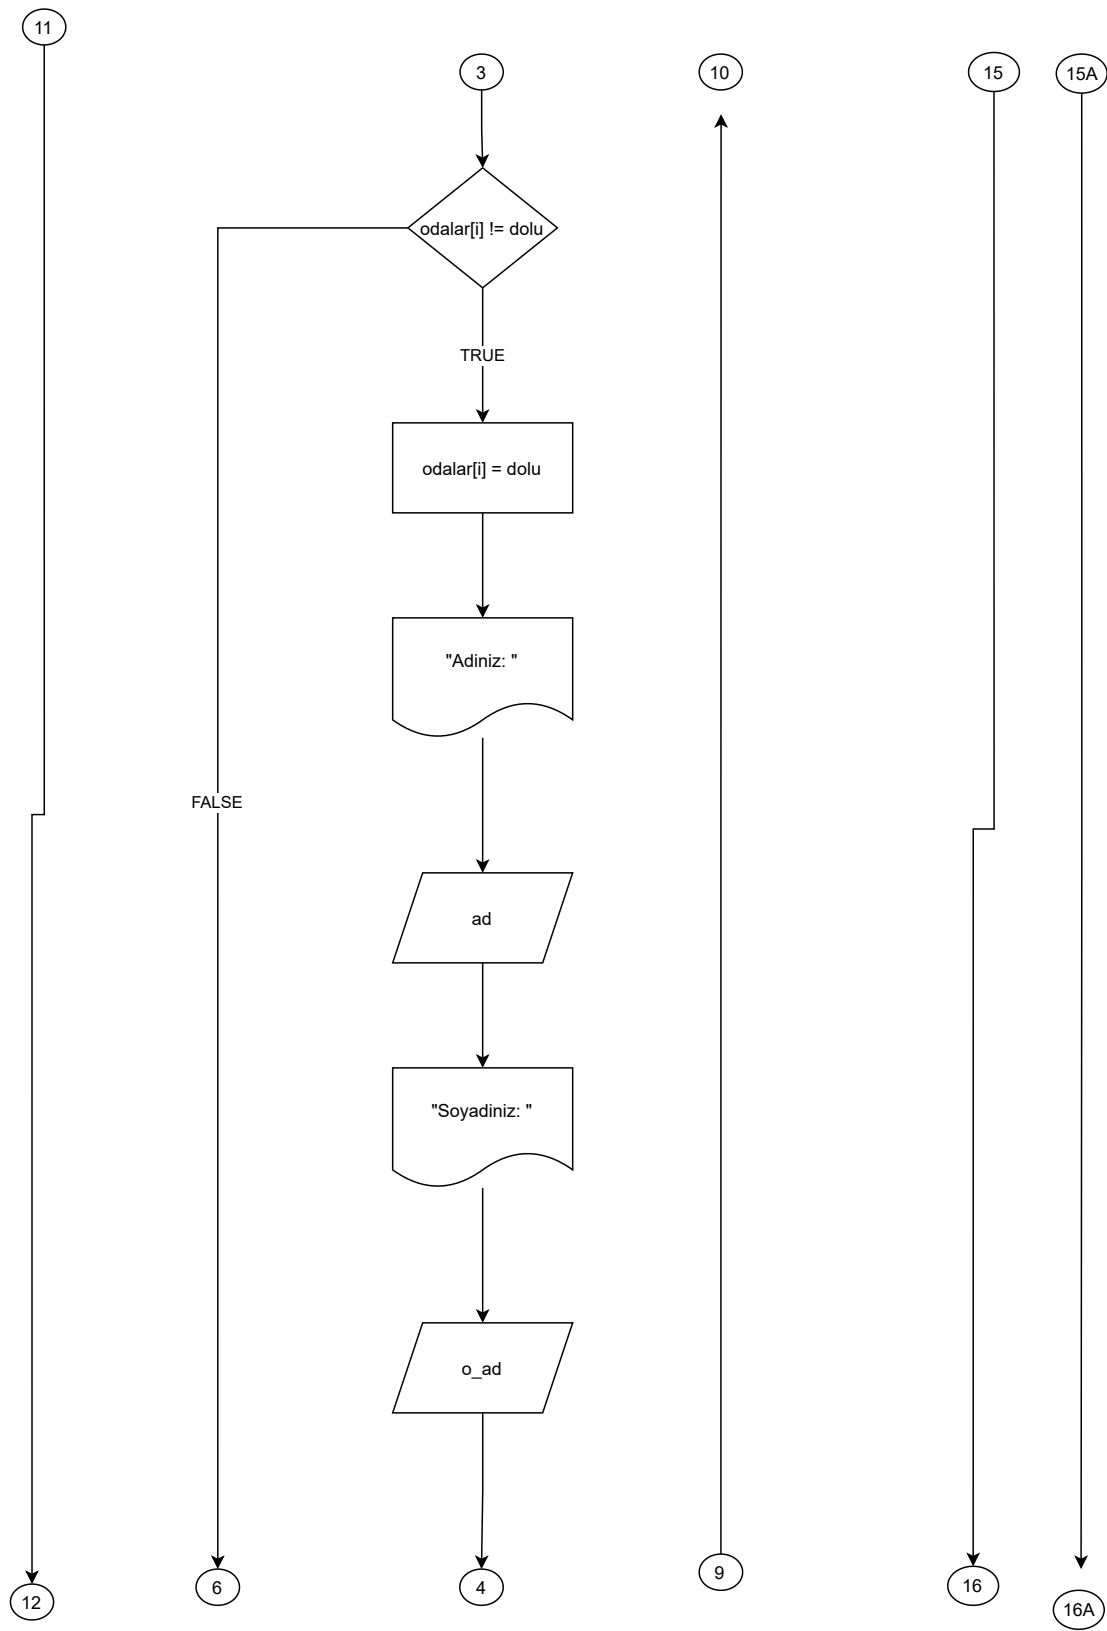 11
3
10
15
15A
odalar[i] != dolu
TRUE
odalar[i] = dolu
"Adiniz: "
FALSE
ad
"Soyadiniz: "
o_ad
12
6
4
9
16
16A